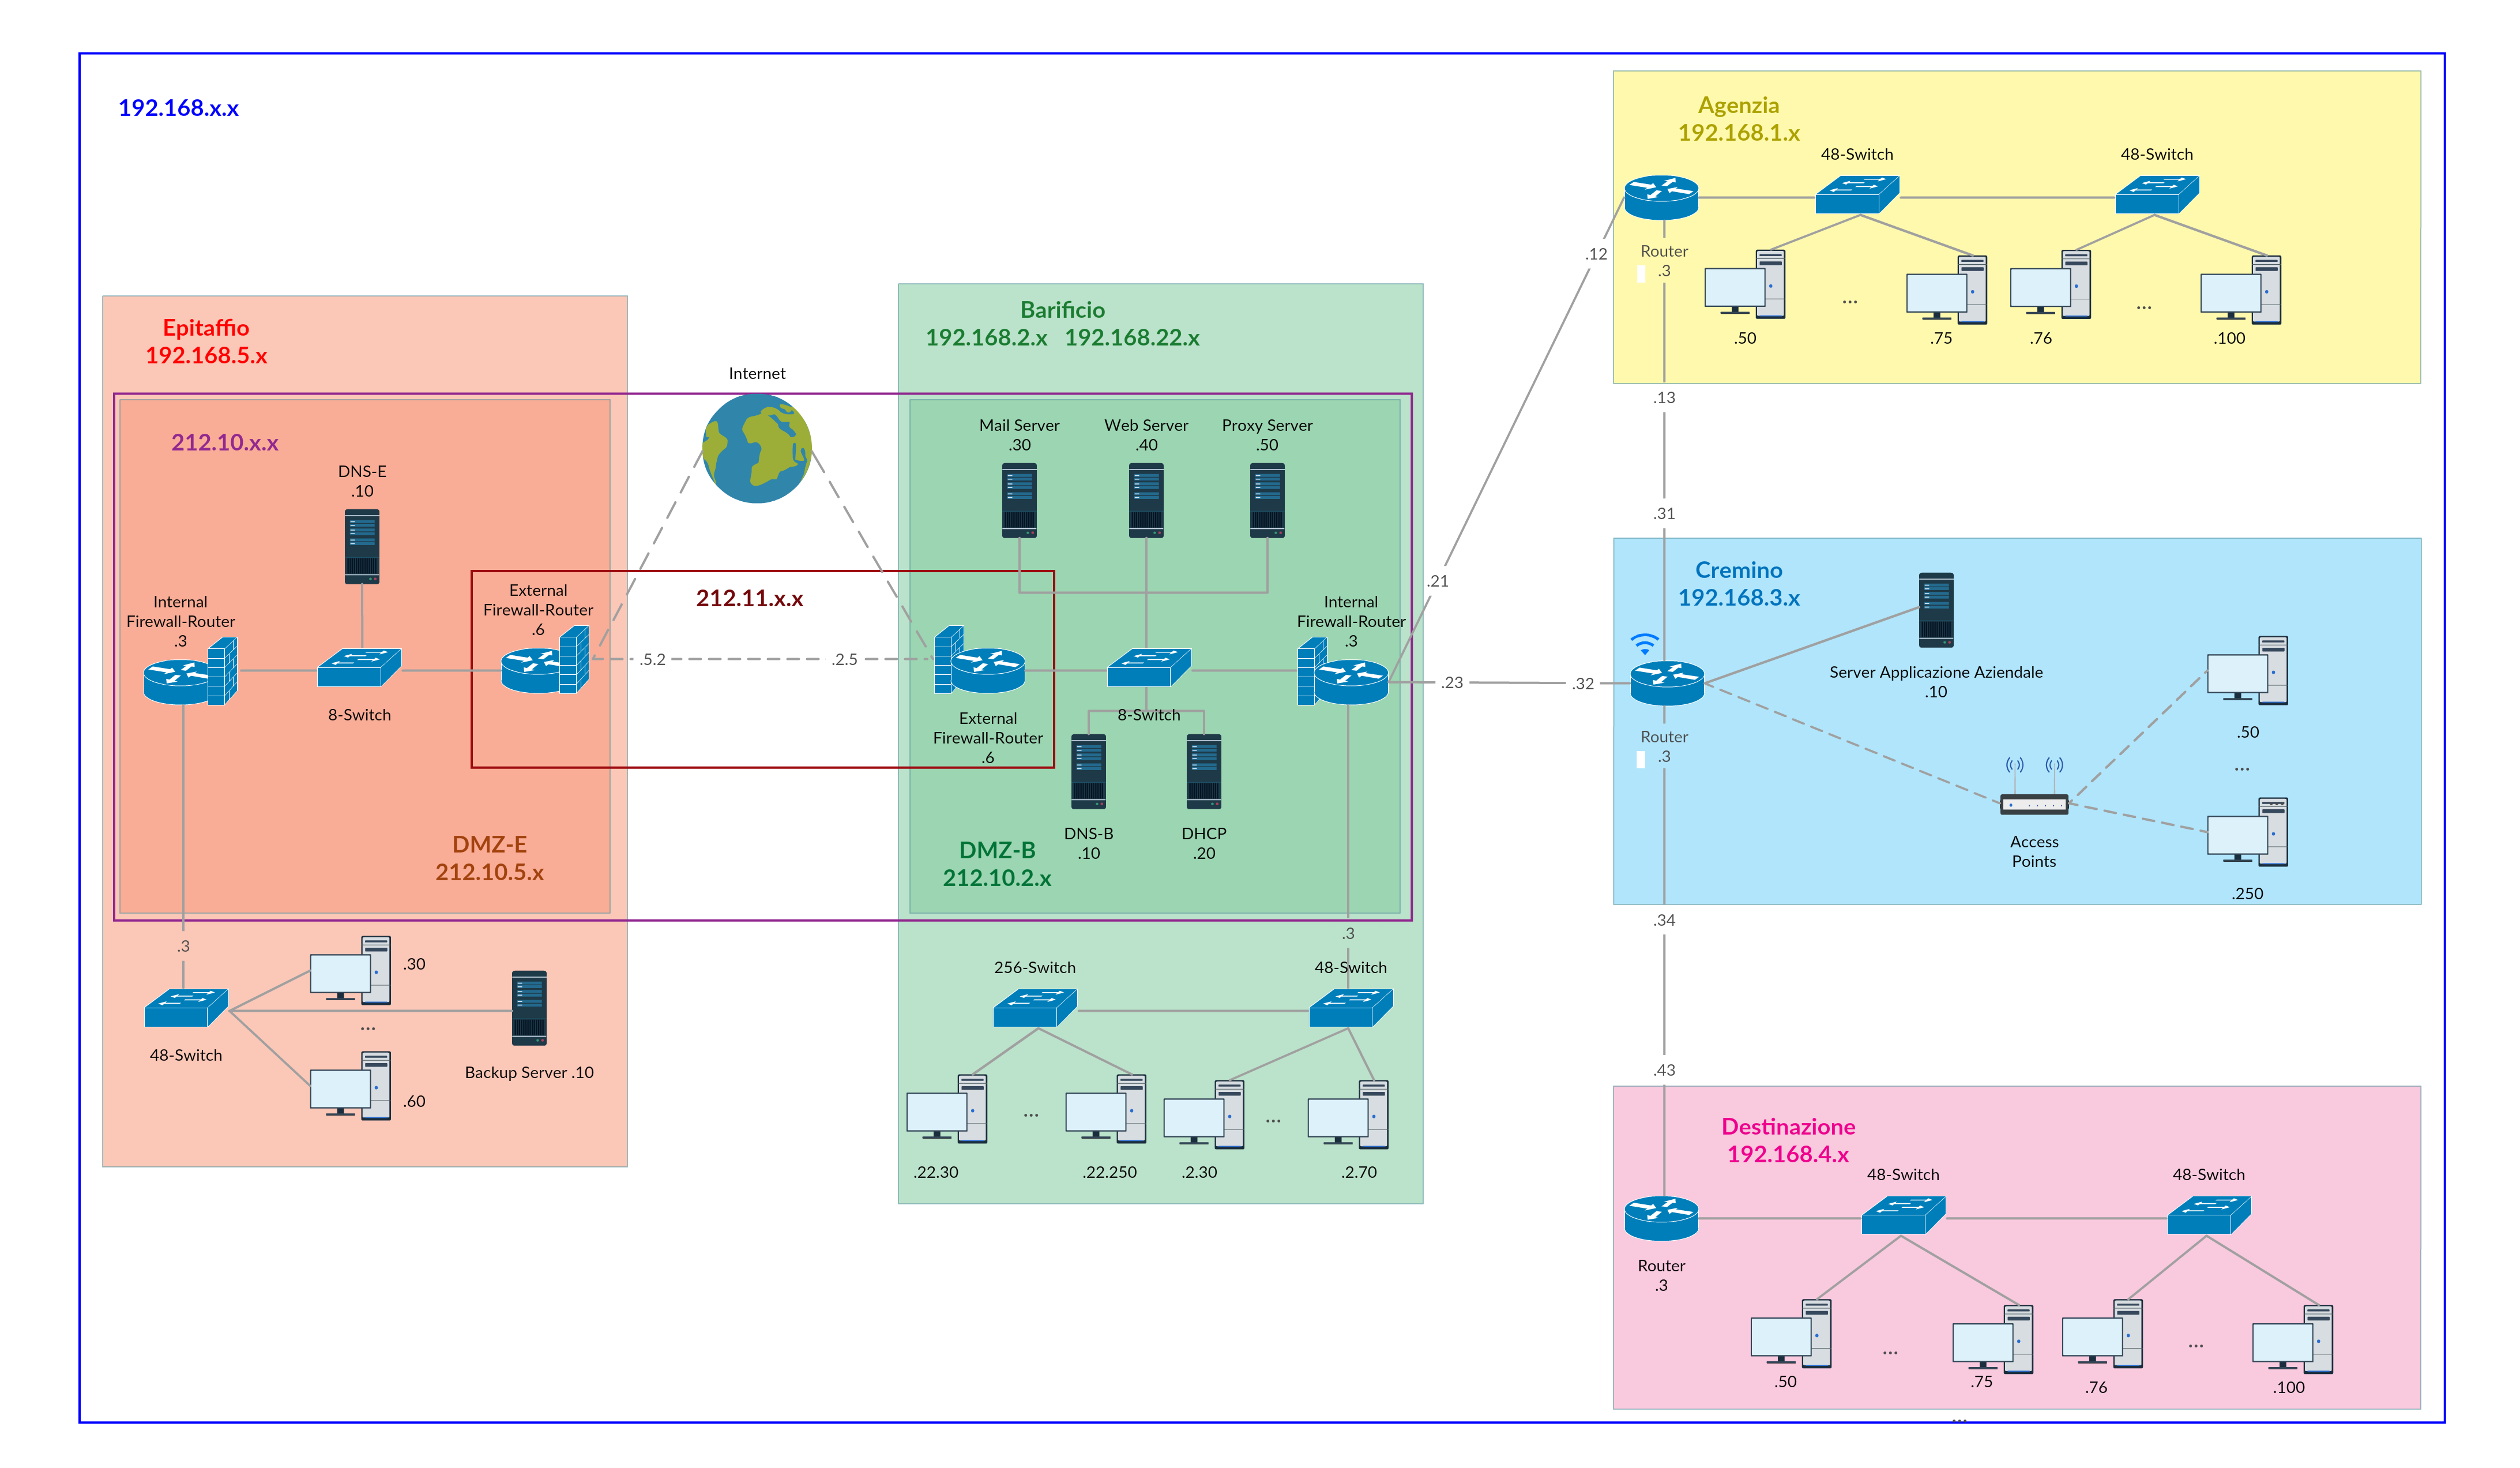 192.168.x.x
Epitaffio
192.168.5.x
212.10.x.x
DNS-E
.10
Internal
Firewall-Router
.3
External
Firewall-Router
.6
8-Switch
DMZ-E
212.10.5.x
.3
48-Switch
.30
...
.60
Backup Server .10
Internet
212.11.x.x
.5.2
.2.5
Barificio
192.168.2.x 192.168.22.x
Mail Server
.30
Web Server
.40
Proxy Server
.50
External
Firewall-Router
.6
8-Switch
Internal
Firewall-Router
.3
DNS-B
.10
DHCP
.20
DMZ-B
212.10.2.x
.3
256-Switch
48-Switch
...
...
.22.30
.22.250
.2.30
.2.70
.12
.21
.23
.32
Agenzia
192.168.1.x
48-Switch
48-Switch
Router
.3
...
...
.50
.75
.76
.100
.13
.31
Cremino
192.168.3.x
Server Applicazione Aziendale
.10
Router
.3
.50
...
...
Access
Points
.250
.34
.43
Destinazione
192.168.4.x
48-Switch
48-Switch
Router
.3
...
...
.50
.75
.76
.100
...